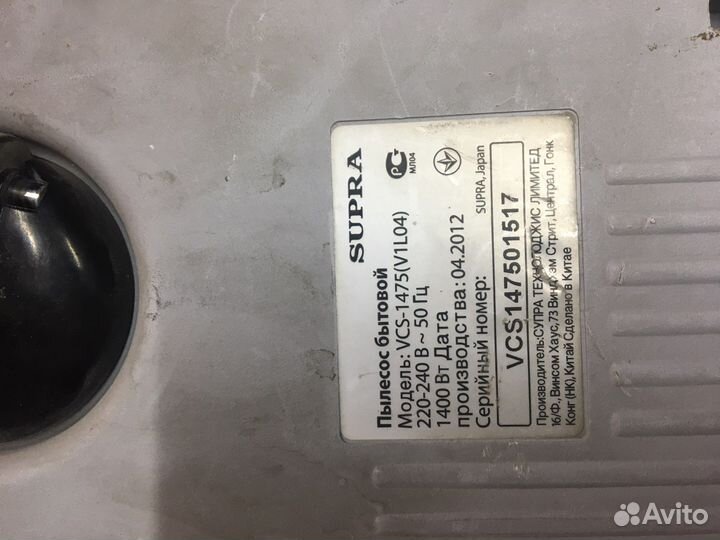 SUPRA
РС
МЛ04
Пылесос бытовой
Модель: VCS-1475(V1L04)
220-240 В ~ 50 Гц
1400 Вт Дата
производства: 04.2012
Серийный номер:
SUPRA, Japan
VCS147501517
Производитель:СУПРА ТЕХНОЛОДЖИС ЛИМИТЕД
16/Ф., Винсом Хаус,73 Виндхэм Стрит, Централ, Гонк
Конг (НК), Китай Сделано в Китае
Avito